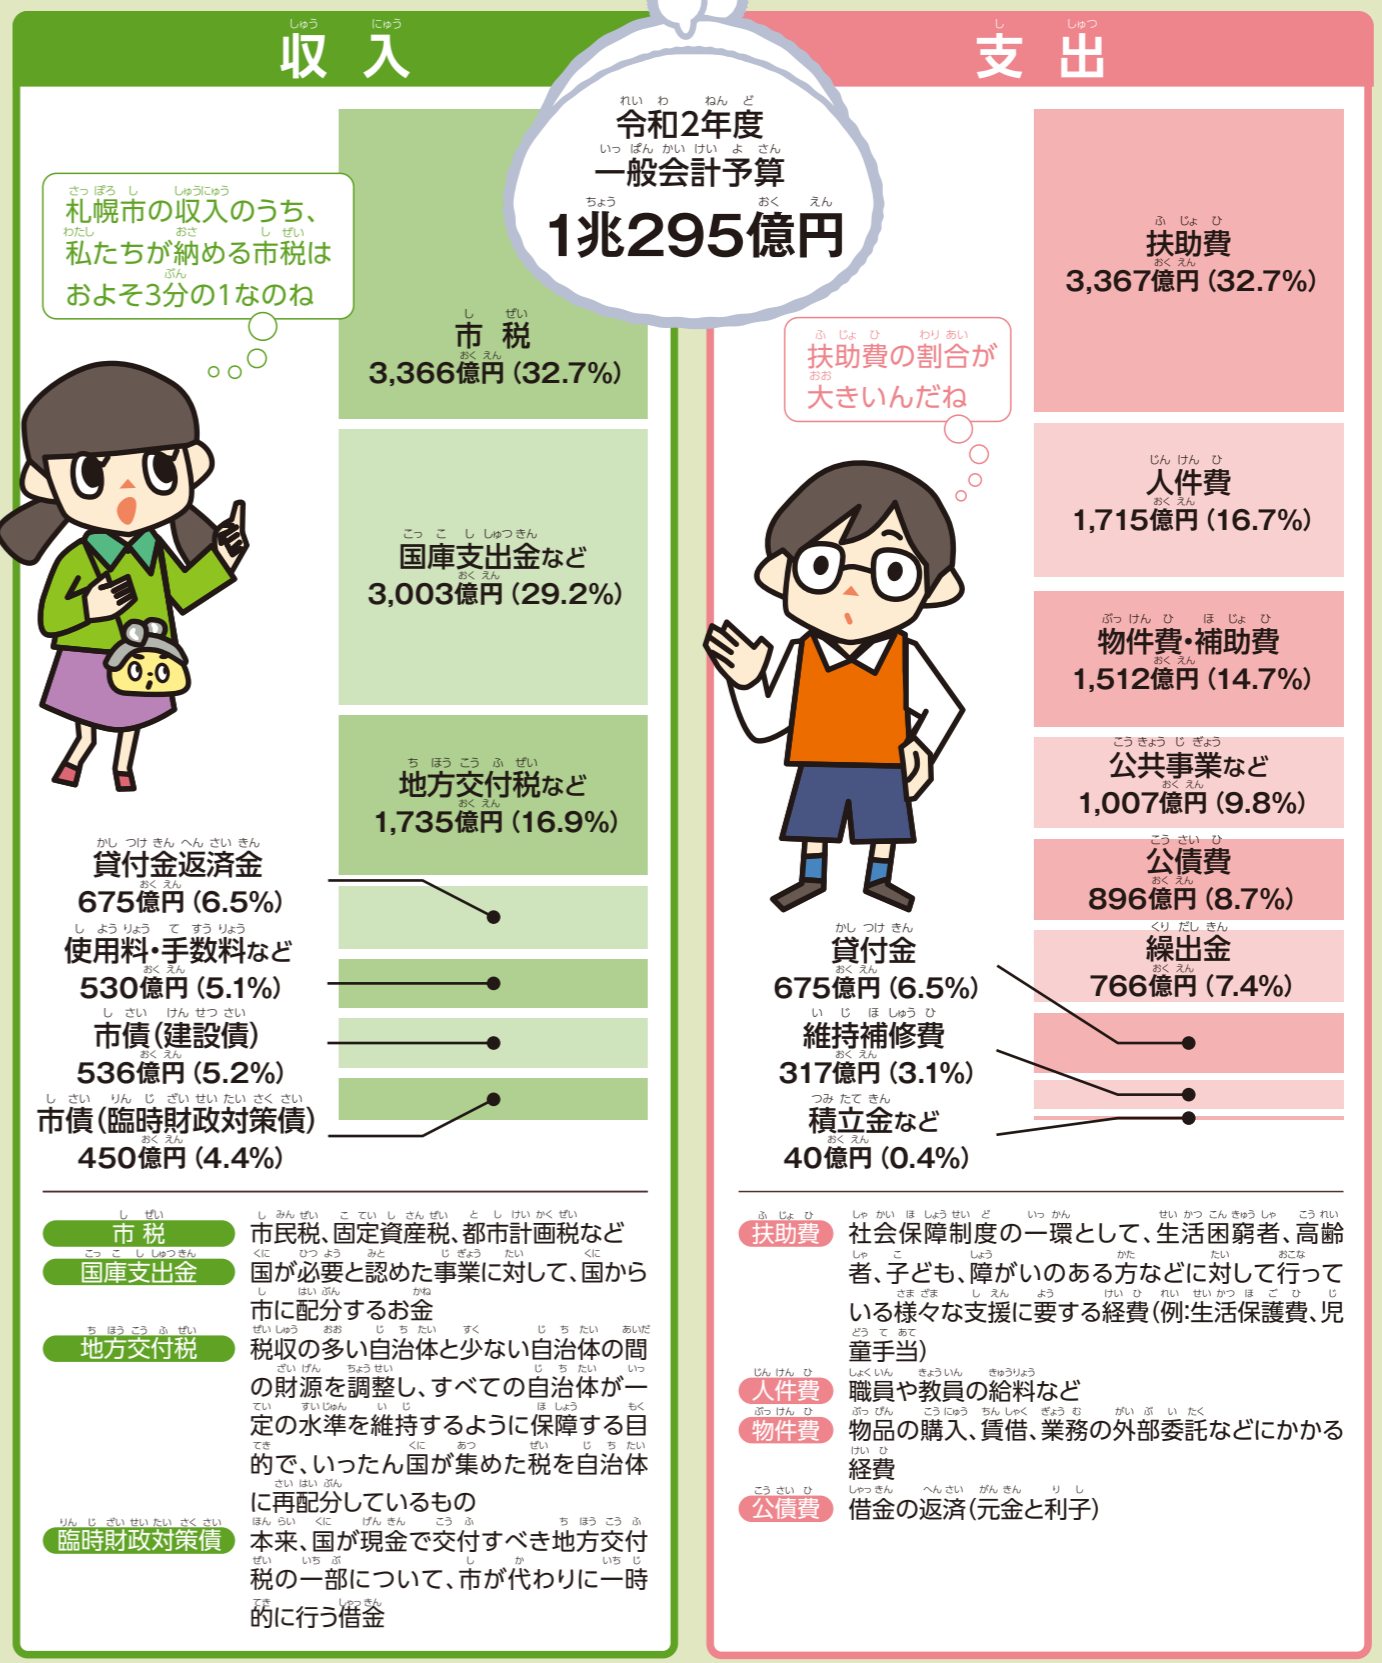 収入
支出
令和2年度
一般会計予算
1兆295億円
札幌市の収入のうち、
私たちが納める市税は
およそ3分の1なのね
市税
3,366億円(32.7%)
国庫支出金など
3,003億円(29.2%)
地方交付税など
1,735億円(16.9%)
貸付金返済金
675億円(6.5%)
使用料・手数料など
530億円(5.1%)
市債(建設債)
536億円(5.2%)
市債(臨時財政対策債)
450億円(4.4%)
市税
市民税、固定資産税、都市計画税など
国庫支出金
国が必要と認めた事業に対して、国から
市に配分するお金
地方交付税
税収の多い自治体と少ない自治体の間
の財源を調整し、すべての自治体が一
定の水準を維持するように保障する目
的で、いったん国が集めた税を自治体
に再配分しているもの
臨時財政対策債
本来、国が現金で交付すべき地方交付
税の一部について、市が代わりに一時
的に行う借金
扶助費
3,367億円(32.7%)
扶助費の割合が
大きいんだね
人件費
1,715億円(16.7%)
物件費・補助費
1,512億円(14.7%)
公共事業など
1,007億円(9.8%)
公債費
896億円(8.7%)
繰出金
766億円(7.4%)
貸付金
675億円(6.5%)
維持補修費
317億円(3.1%)
積立金など
40億円(0.4%)
扶助費
社会保障制度の一環として、生活困窮者、高齢
者、子ども、障がいのある方などに対して行って
いる様々な支援に要する経費(例:生活保護費、児
童手当)
人件費
職員や教員の給料など
物件費
物品の購入、賃借、業務の外部委託などにかかる
経費
公債費
借金の返済(元金と利子)